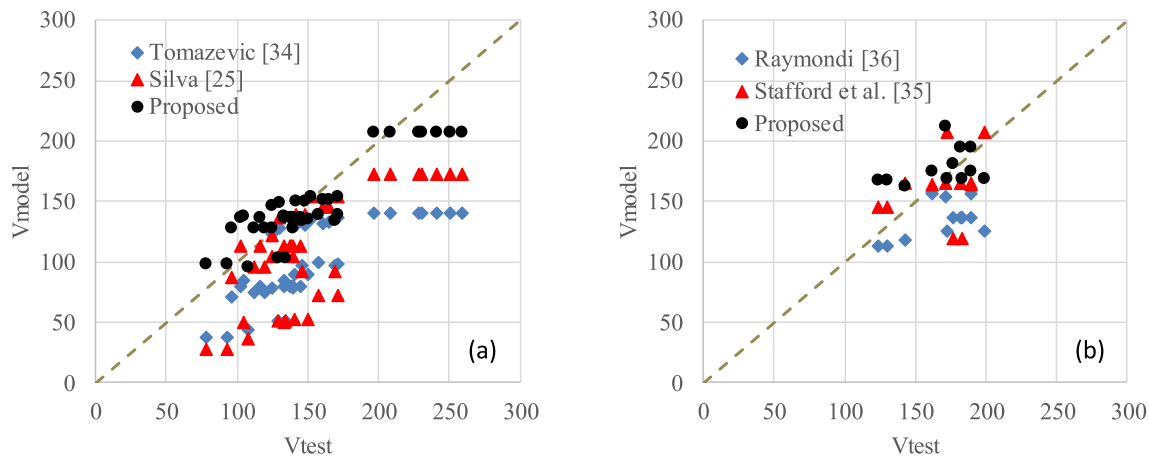 300
250
200
150
100
50
0
Vmodel
Tomazevic [34]
Silva [25]
Proposed
(a)
0 50 100 150 200 250 300
Vtest
300
250
200
150
100
50
0
Vmodel
Raymondi [36]
Stafford et al. [35]
Proposed
(b)
0 50 100 150 200 250 300
Vtest